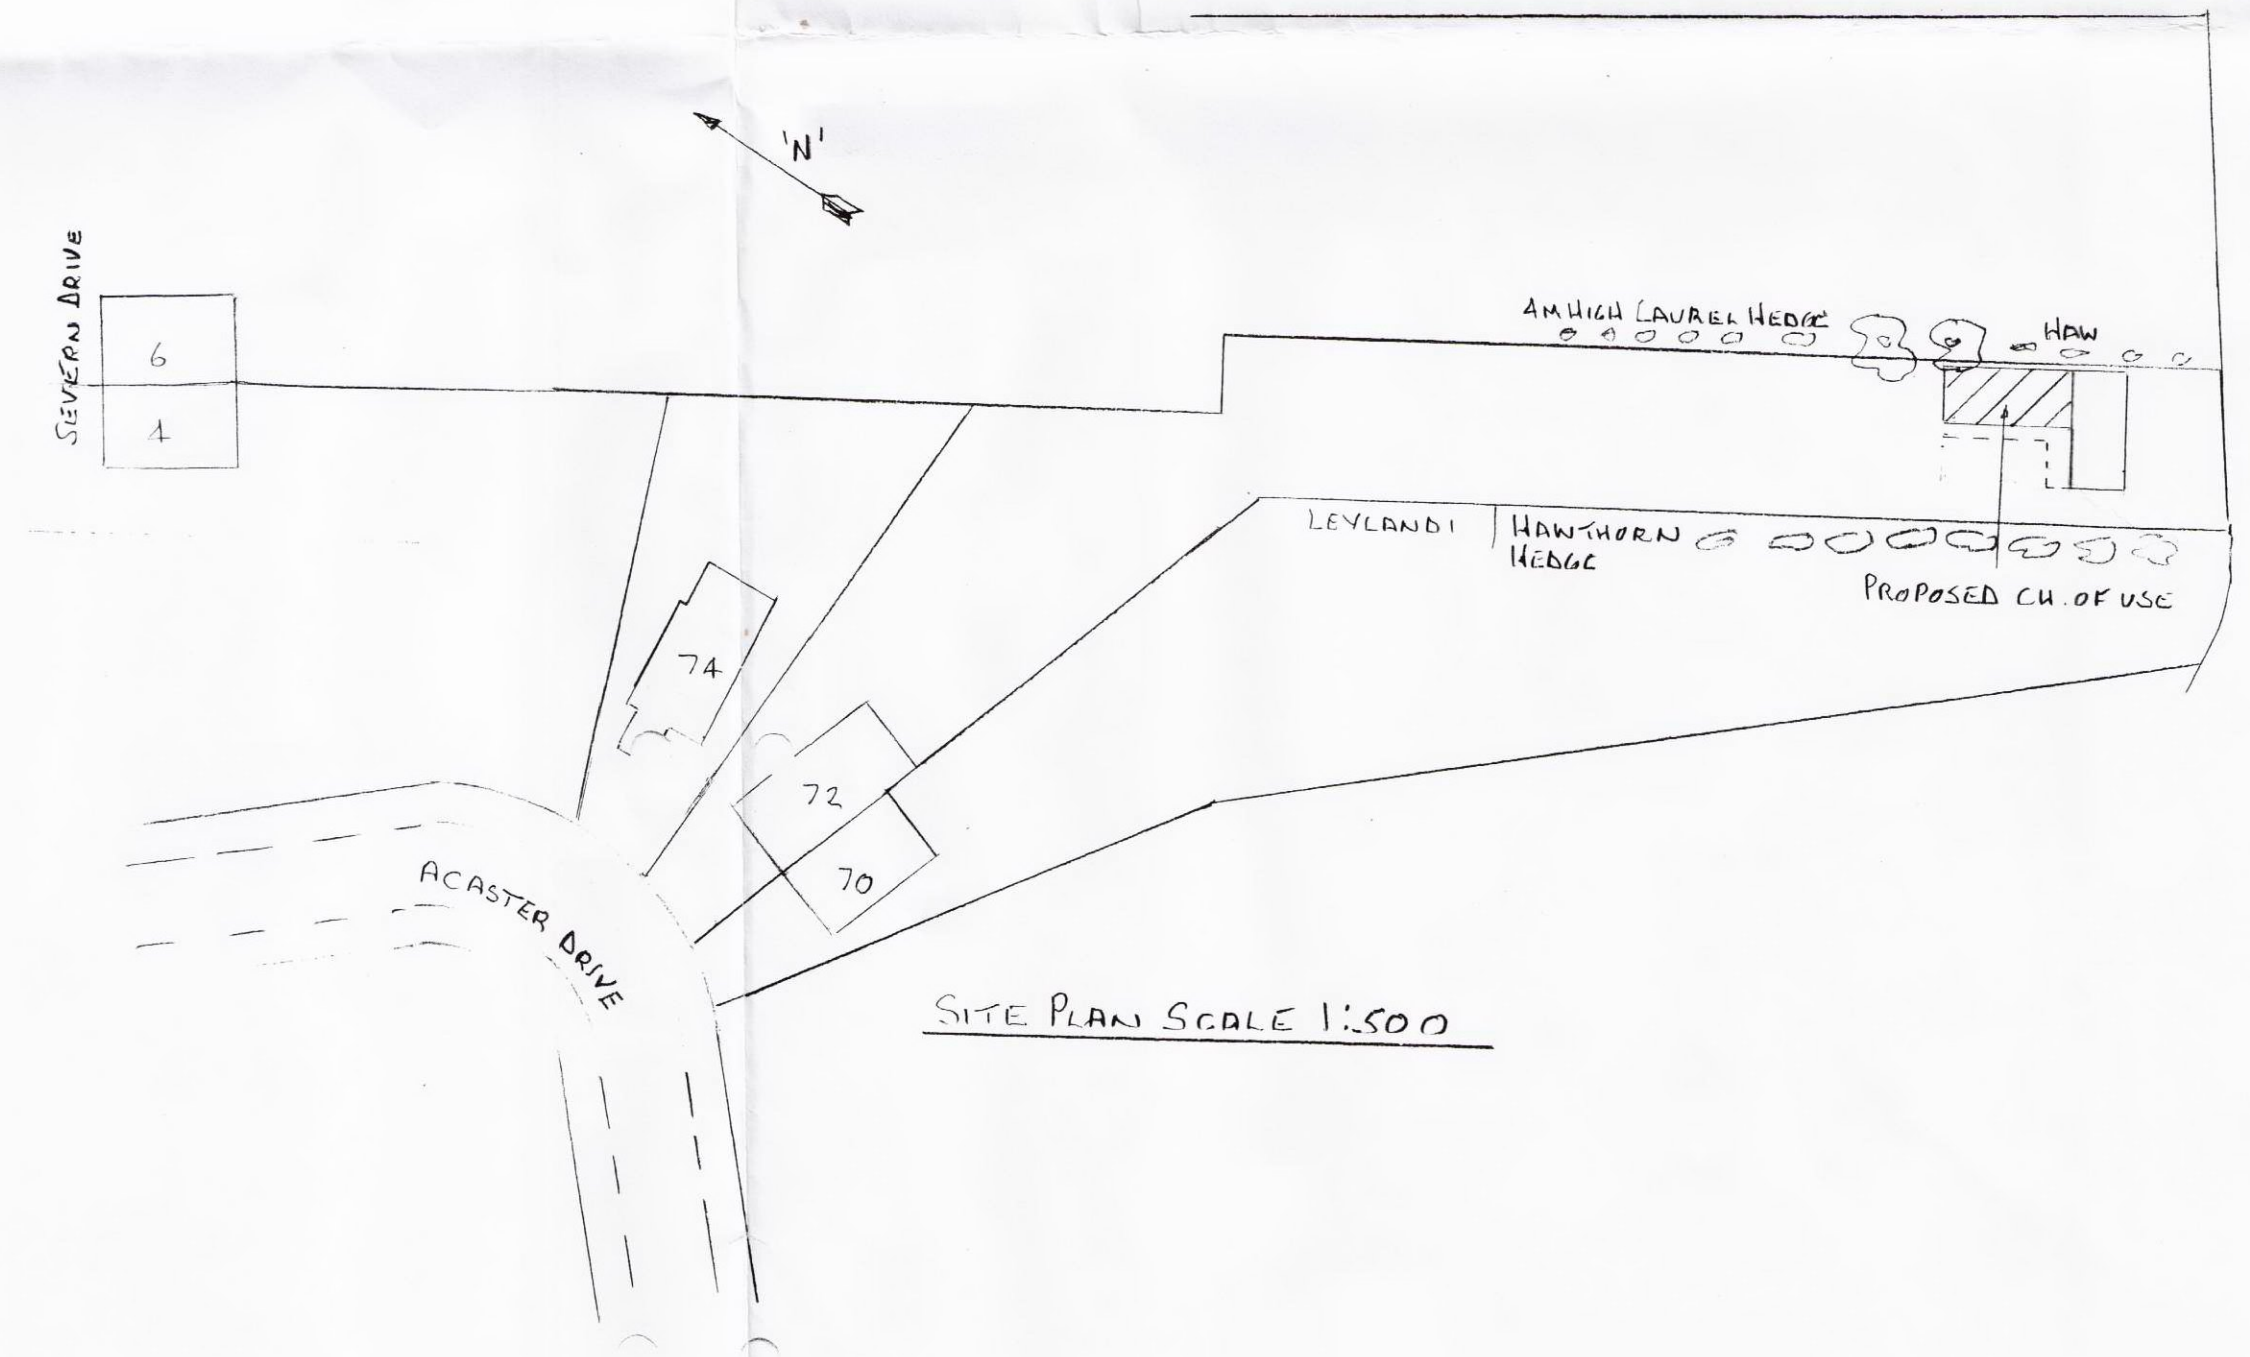 'N'
SEVERN DRIVE
6
4
4M HIGH LAUREL HEDGE
HAW
LEYLANDI
HAWTHORN
HEDGE
PROPOSED CH. OF USE
74
72
70
ACASTER DRIVE
SITE PLAN SCALE 1:500